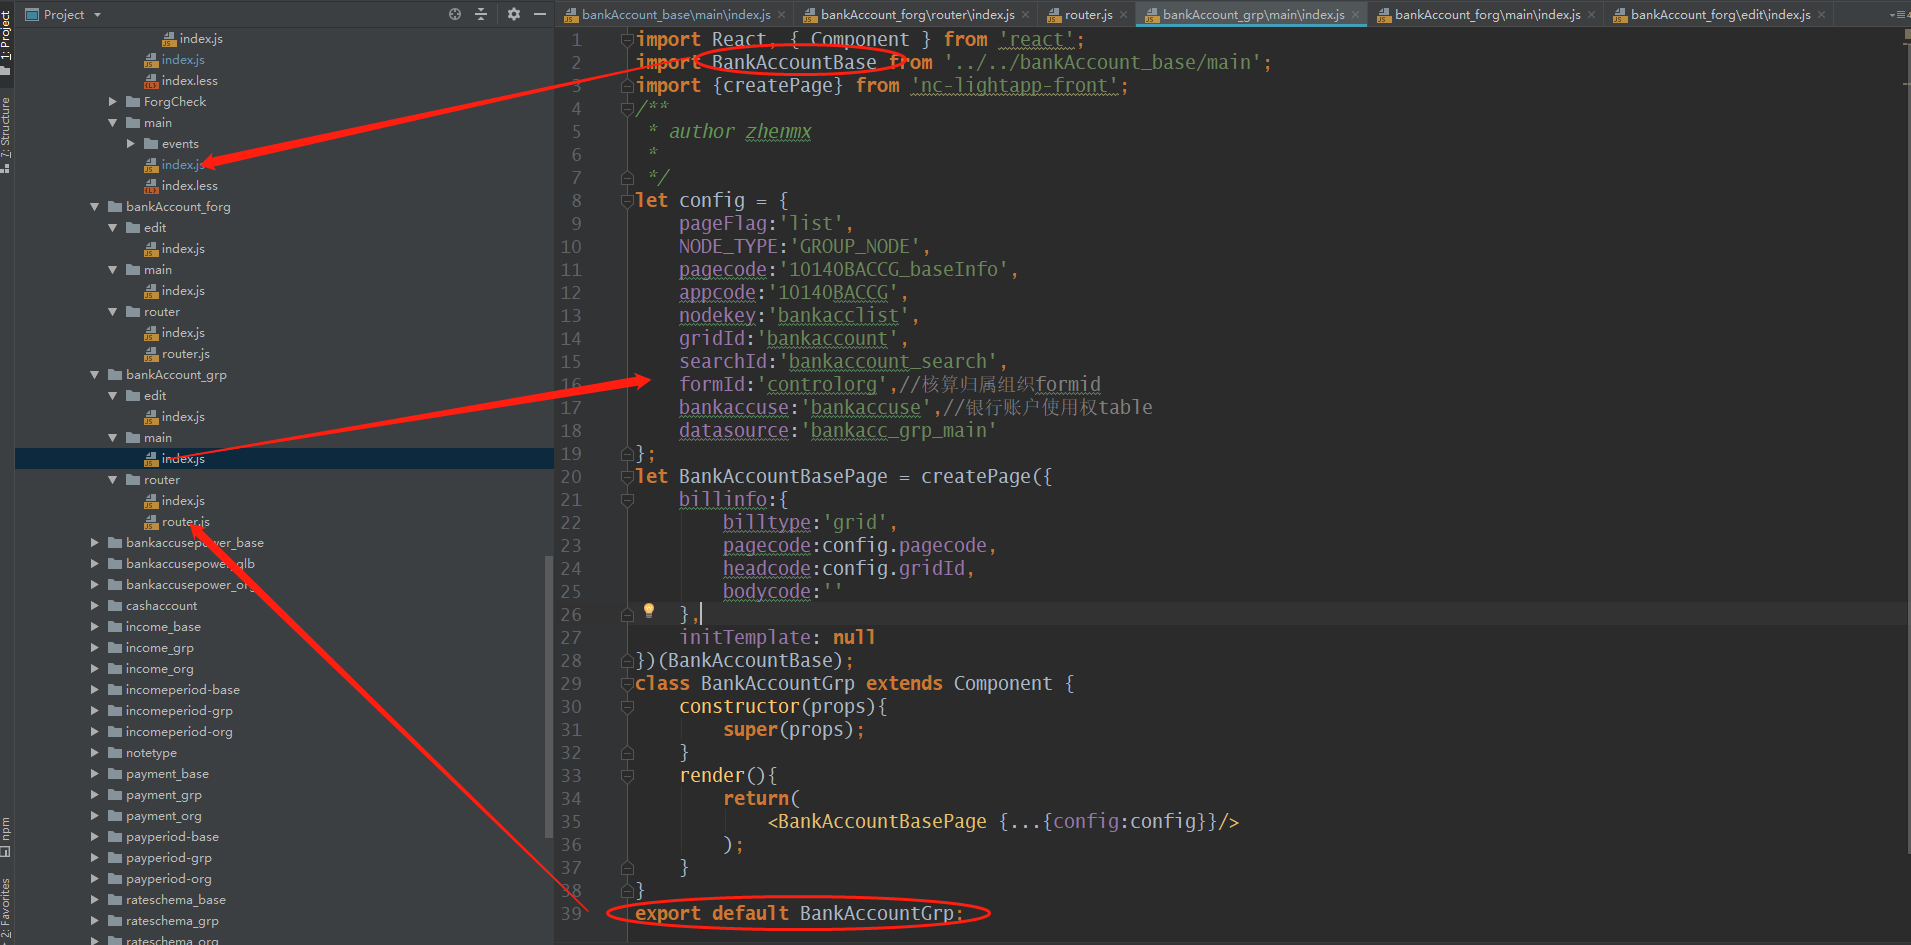 Project
bankAccount_base\main\index.js
bankAccount_forg\router\index.js
router.js
bankAccount_grp\main\index.js
bankAccount_forg\main\index.js
bankAccount_forg\edit\index.js
1: Project
7: Structure
npm
2: Favorites
index.js
index.js
index.less
ForgCheck
main
events
index.js
index.less
bankAccount_forg
edit
index.js
main
index.js
router
index.js
router.js
bankAccount_grp
edit
index.js
main
index.js
router
index.js
router.js
bankaccusepower_base
bankaccusepower_glb
bankaccusepower_org
cashaccount
income_base
income_grp
income_org
incomeperiod-base
incomeperiod-grp
incomeperiod-org
notetype
payment_base
payment_grp
payment_org
payperiod-base
payperiod-grp
payperiod-org
rateschema_base
rateschema_grp
rateschema_org
1 import React, { Component } from 'react';
2 import BankAccountBase from '../../bankAccount_base/main';
3 import {createPage} from 'nc-lightapp-front';
4 /**
5 * author zhenmx
6 *
7 */
8 let config = {
9 pageFlag:'list',
10 NODE_TYPE:'GROUP_NODE',
11 pagecode:'10140BACCG_baseInfo',
12 appcode:'10140BACCG',
13 nodekey:'bankacclist',
14 gridId:'bankaccount',
15 searchId:'bankaccount_search',
16 formId:'controlorg',//核算归属组织formid
17 bankaccuse:'bankaccuse',//银行账户使用权table
18 datasource:'bankacc_grp_main'
19 };
20 let BankAccountBasePage = createPage({
21 billinfo:{
22 billtype:'grid',
23 pagecode:config.pagecode,
24 headcode:config.gridId,
25 bodycode:''
26 },
27 initTemplate: null
28 })(BankAccountBase);
29 class BankAccountGrp extends Component {
30 constructor(props){
31 super(props);
32 }
33 render(){
34 return(
35 <BankAccountBasePage {...{config:config}}/>
36 );
37 }
38 }
39 export default BankAccountGrp;